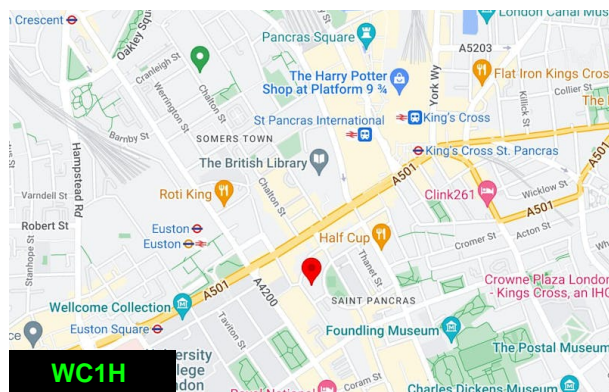 London Canal Museum
Crescent
Oakley Squ
Pancras Square
A5203
Cranleigh St
Chalton St
The Harry Potter
Shop at Platform 9 ¾
York Wy
Flat Iron Kings Cros
Collier St
Killick St
The
Werrington St
Barnby St
St Pancras International
King's Cross
SOMERS TOWN
Hampstead Rd
The British Library
King's Cross St. Pancras
A501
Varndell St
Roti King
Chalton St
Clink261
Wicklow St
A501
Robert St
Stanhope St
Euston
Euston
Half Cup
Cromer St
Acton St
Thanet St
A4200
Crowne Plaza London
- Kings Cross, an IHG
A501
SAINT PANCRAS
Wellcome Collection
Euston Square
Taviton St
Foundling Museum
The Postal Museum
WC1H
Coram St
Charles Dickens Museum